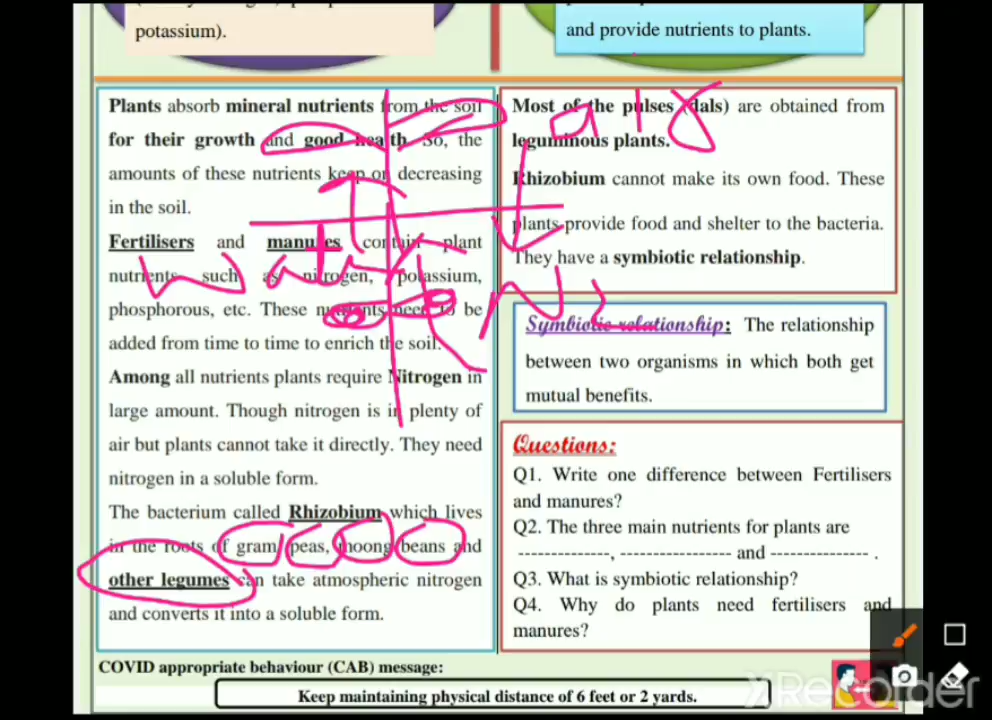 potassium).
and provide nutrients to plants.
Plants absorb mineral nutrients from the soil
for their growth and good health. So, the
amounts of these nutrients keep on decreasing
in the soil.
Fertilisers and manures contain plant
nutrients such as nitrogen, potassium,
phosphorous, etc. These nutrients need to be
added from time to time to enrich the soil.
Among all nutrients plants require Nitrogen in
large amount. Though nitrogen is in plenty of
air but plants cannot take it directly. They need
nitrogen in a soluble form.
The bacterium called Rhizobium which lives
in the roots of gram, peas, moong beans and
other legumes can take atmospheric nitrogen
and converts it into a soluble form.
Water
Most of the pulses (dals) are obtained from
leguminous plants.
Rhizobium cannot make its own food. These
plants provide food and shelter to the bacteria.
They have a symbiotic relationship.
air
N2
Symbiotic relationship: The relationship
between two organisms in which both get
mutual benefits.
Questions:
Q1. Write one difference between Fertilisers
and manures?
Q2. The three main nutrients for plants are
------------, --------------- and -------------- .
Q3. What is symbiotic relationship?
Q4. Why do plants need fertilisers and
manures?
COVID appropriate behaviour (CAB) message:
Keep maintaining physical distance of 6 feet or 2 yards.
XRecorder